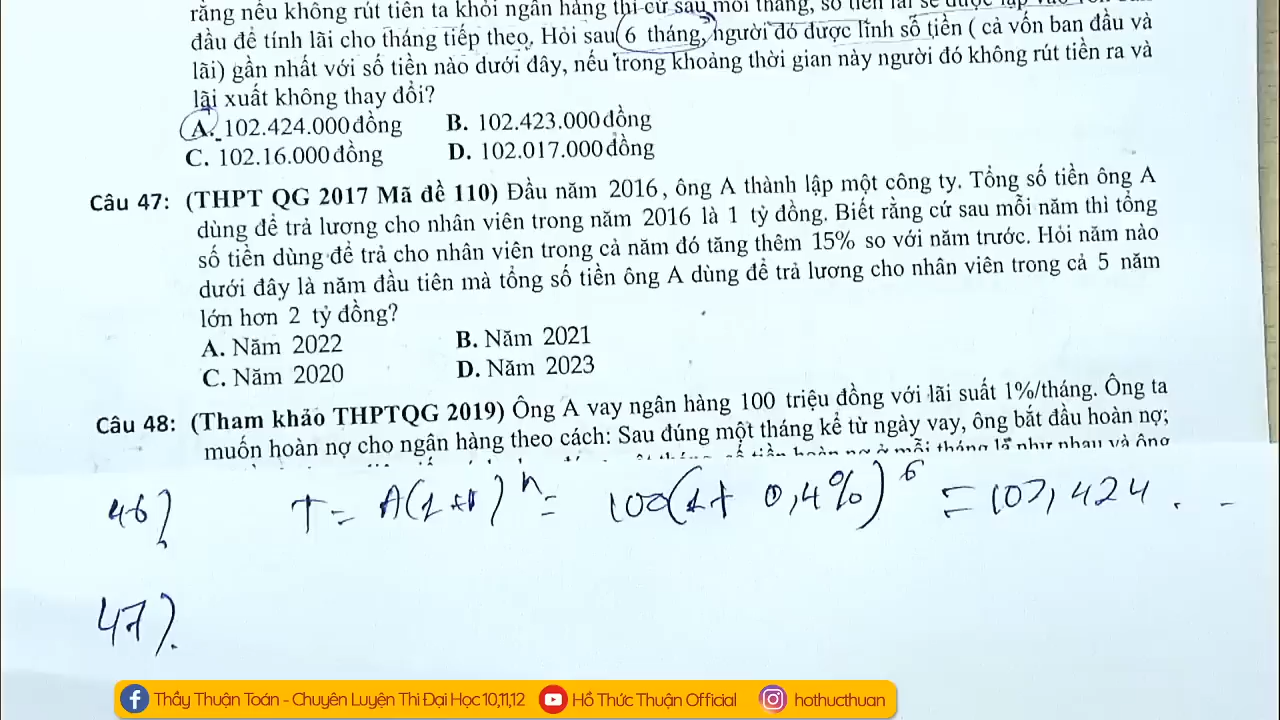 rằng nếu không rút tiền ta khỏi ngân hàng thì cứ sau mỗi tháng, số tiền lãi sẽ được lập vào
đầu để tính lãi cho tháng tiếp theo. Hỏi sau 6 tháng, người đó được lĩnh số tiền ( cả vốn ban đầu và
lãi) gần nhất với số tiền nào dưới đây, nếu trong khoảng thời gian này người đó không rút tiền ra và
lãi xuất không thay đổi?
A. 102.424.000 đồng B. 102.423.000 đồng
C. 102.16.000 đồng D. 102.017.000 đồng
Câu 47: (THPT QG 2017 Mã đề 110) Đầu năm 2016, ông A thành lập một công ty. Tổng số tiền ông A
dùng để trả lương cho nhân viên trong năm 2016 là 1 tỷ đồng. Biết rằng cứ sau mỗi năm thì tổng
số tiền dùng để trả cho nhân viên trong cả năm đó tăng thêm 15% so với năm trước. Hỏi năm nào
dưới đây là năm đầu tiên mà tổng số tiền ông A dùng để trả lương cho nhân viên trong cả 5 năm
lớn hơn 2 tỷ đồng?
A. Năm 2022 B. Năm 2021
C. Năm 2020 D. Năm 2023
Câu 48: (Tham khảo THPTQG 2019) Ông A vay ngân hàng 100 triệu đồng với lãi suất 1%/tháng. Ông ta
muốn hoàn nợ cho ngân hàng theo cách: Sau đúng một tháng kể từ ngày vay, ông bắt đầu hoàn nợ;
hoàn nợ ở mỗi tháng là như nhau và ông
46) T = A(1+r)^n = 100(1+0,4%)^6 = 102,424 . -
47).
Thầy Thuận Toán - Chuyên Luyện Thi Đại Học 10,11,12 Hồ Thức Thuận Official hothucthuan